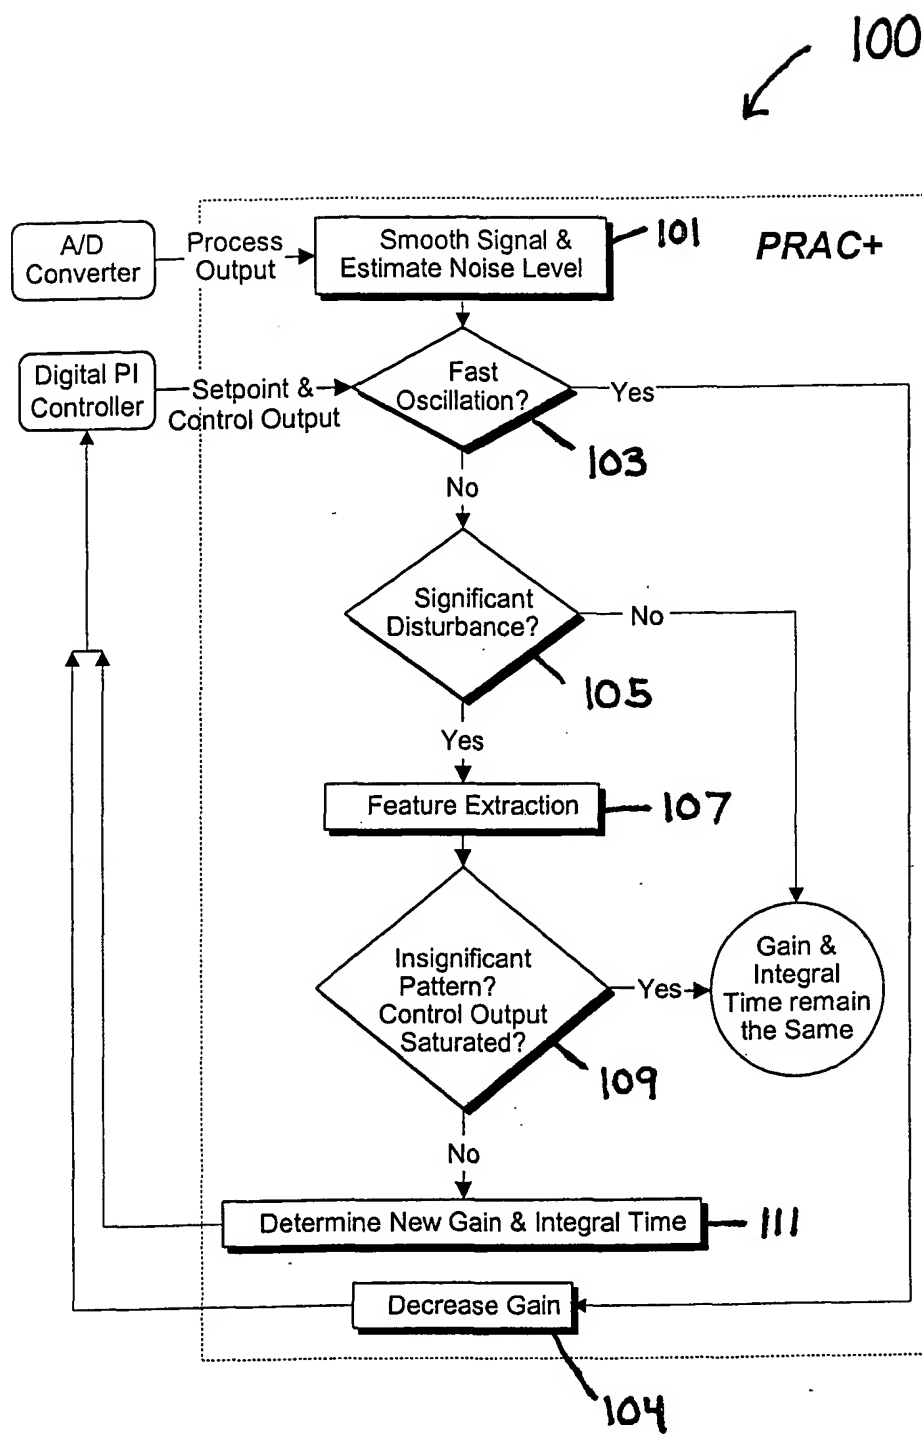 100
A/D
Converter
Process
Output
Smooth Signal &
Estimate Noise Level
101
PRAC+
Digital PI
Controller
Setpoint &
Control Output
Fast
Oscillation?
Yes
103
No
Significant
Disturbance?
No
105
Yes
Feature Extraction
107
Insignificant
Pattern?
Control Output
Saturated?
Yes
Gain &
Integral
Time remain
the Same
109
No
Determine New Gain & Integral Time
111
Decrease Gain
104